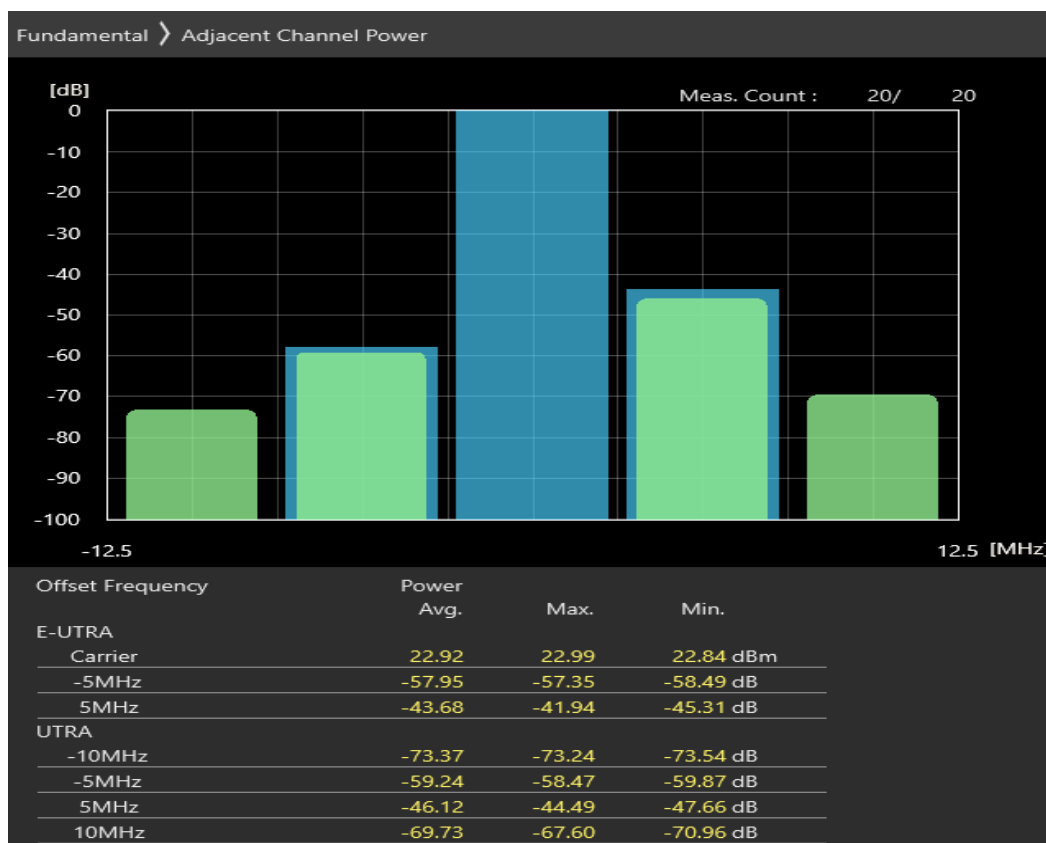 Fundamental 〉 Adjacent Channel Power
[dB]
Meas. Count : 20/ 20
0
-10
-20
-30
-40
-50
-60
-70
-80
-90
-100
-12.5 12.5 [MHz]
Offset Frequency Power
Avg. Max. Min.
E-UTRA
Carrier 22.92 22.99 22.84 dBm
-5MHz -57.95 -57.35 -58.49 dB
5MHz -43.68 -41.94 -45.31 dB
UTRA
-10MHz -73.37 -73.24 -73.54 dB
-5MHz -59.24 -58.47 -59.87 dB
5MHz -46.12 -44.49 -47.66 dB
10MHz -69.73 -67.60 -70.96 dB